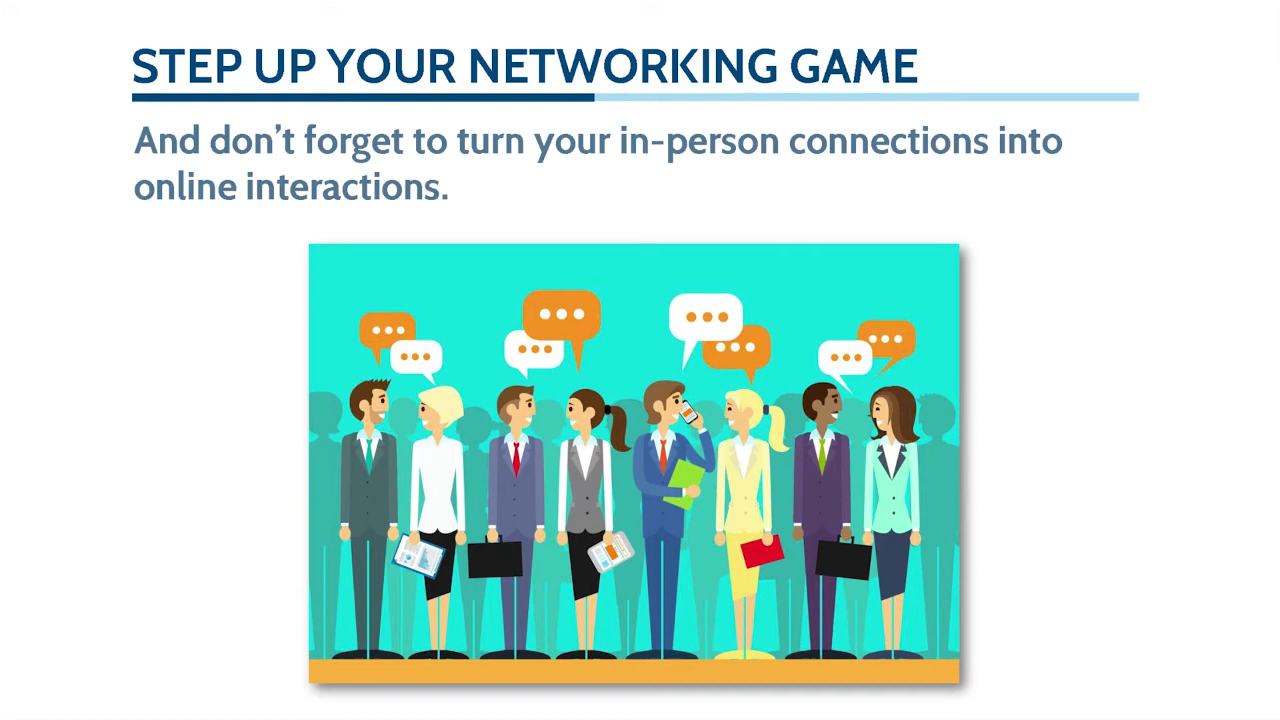 STEP UP YOUR NETWORKING GAME
And don’t forget to turn your in-person connections into
online interactions.